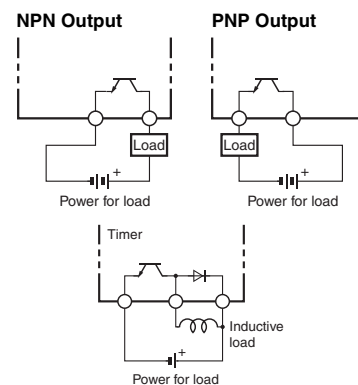 NPN Output
PNP Output
Load
+
Power for load
Load
+
Power for load
Timer
Inductive
load
+
Power for load